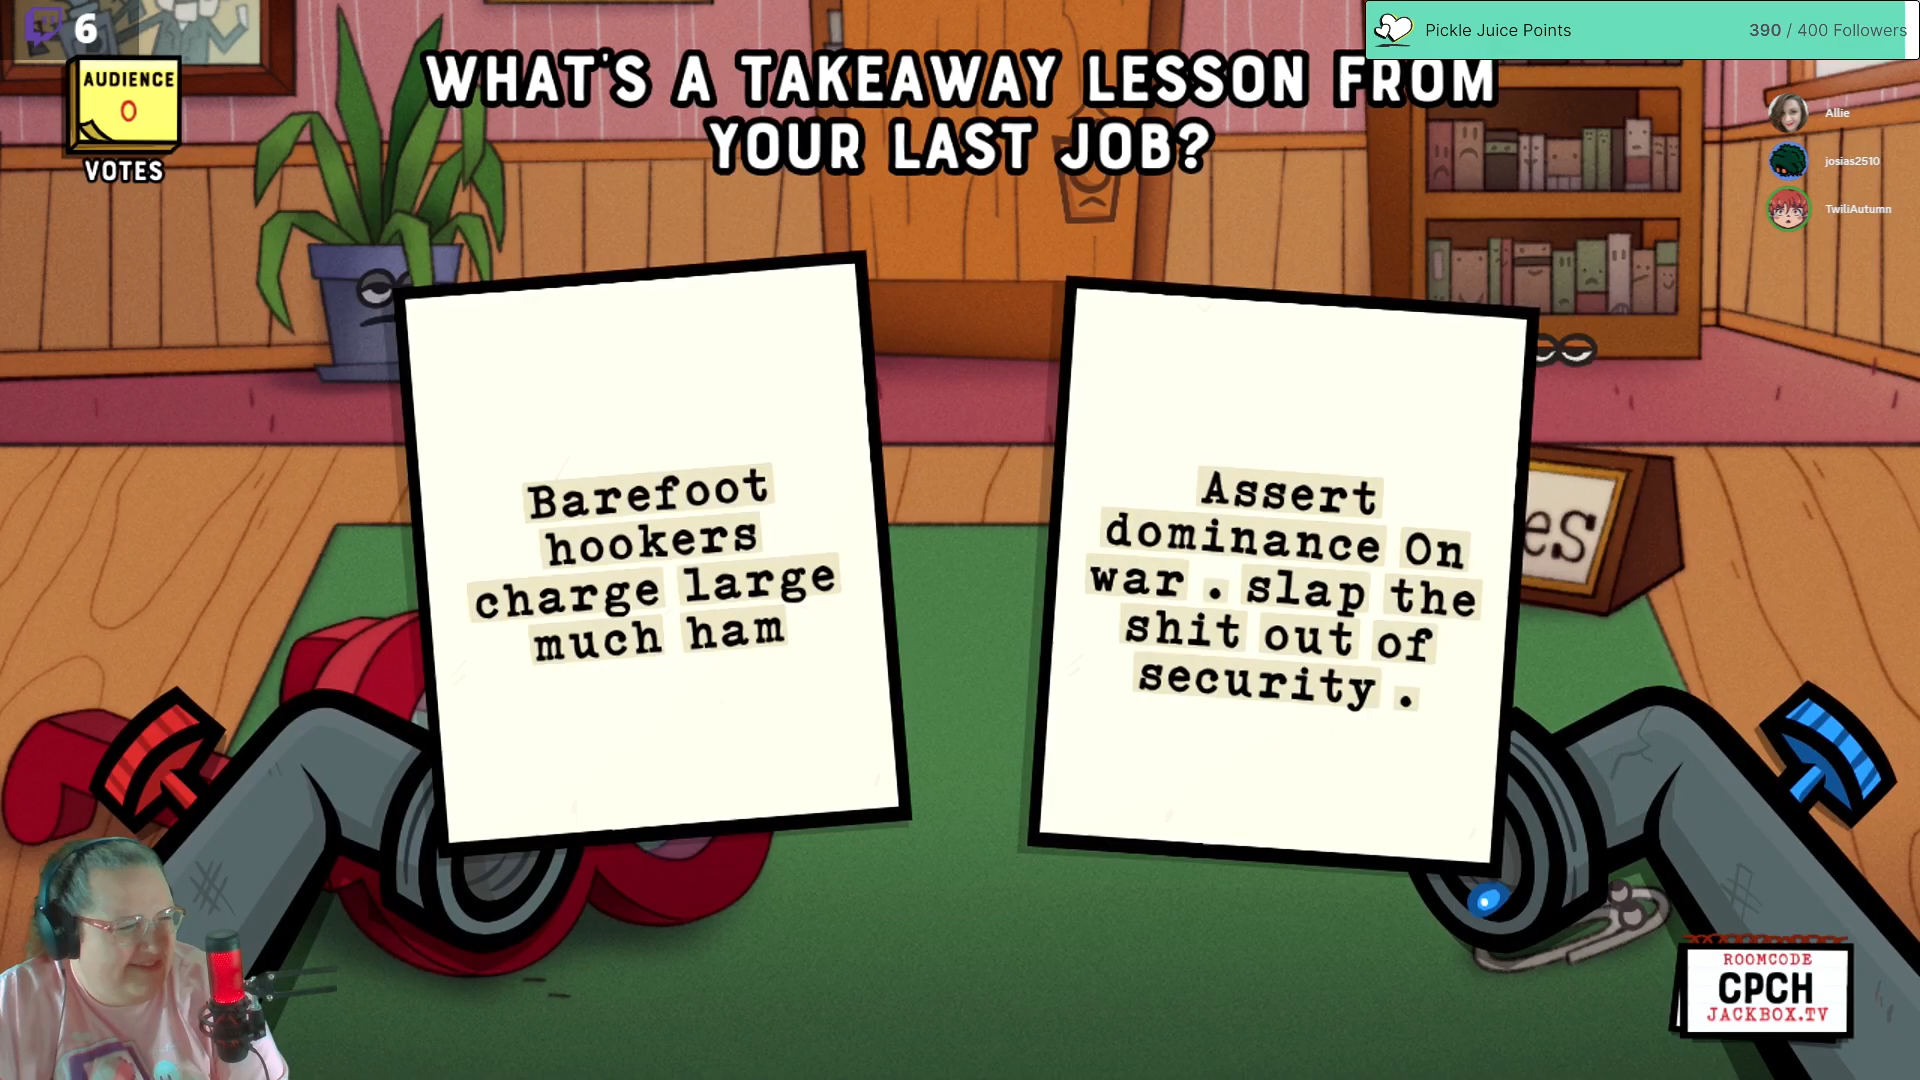 6
Pickle Juice Points
390 / 400 Followers
AUDIENCE
0
VOTES
WHAT'S A TAKEAWAY LESSON FROM
YOUR LAST JOB?
Allie
josias2510
TwiliAutumn
Barefoot
hookers
charge large
much ham
Assert
dominance On
war . slap the
shit out of
security .
ROOMCODE
CPCH
JACKBOX.TV